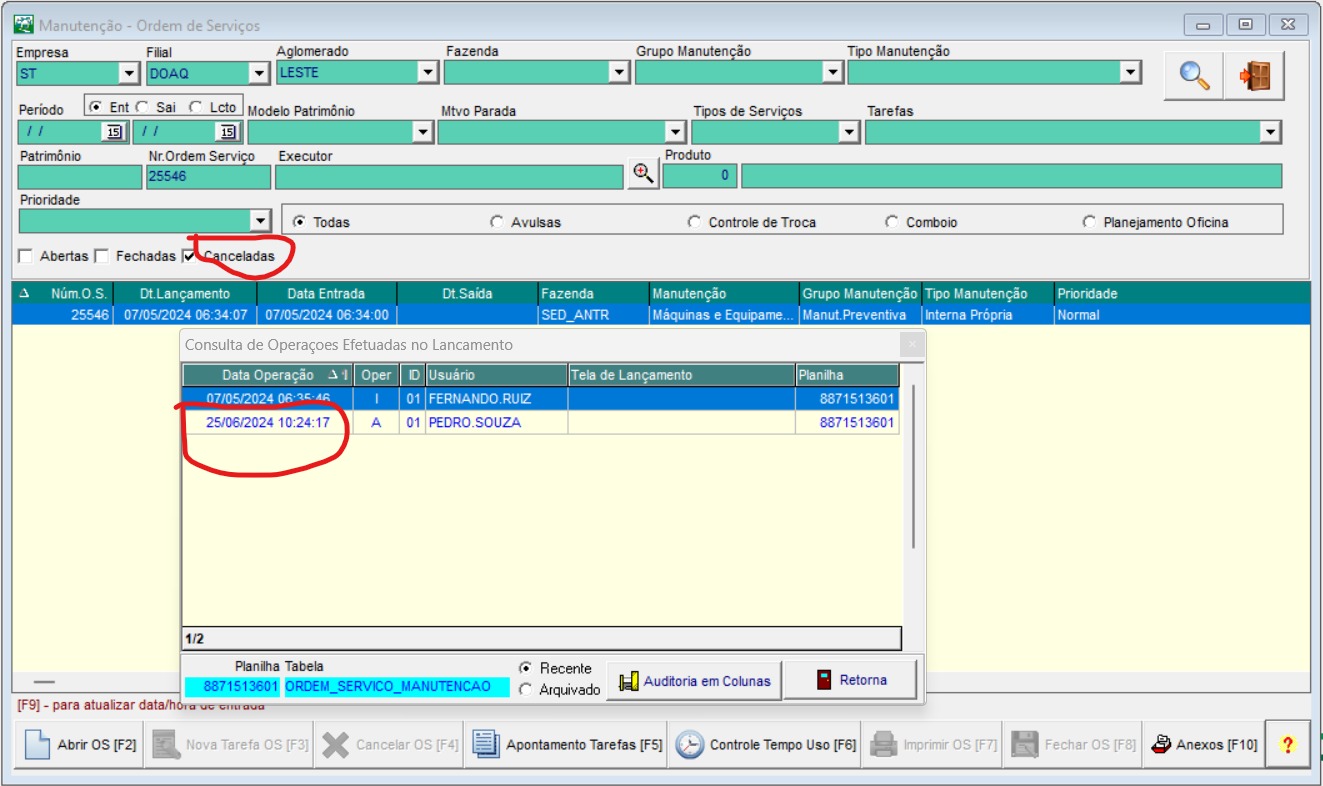 Manutenção - Ordem de Serviços
Empresa Filial Aglomerado Fazenda Grupo Manutenção Tipo Manutenção
ST DOAQ LESTE
Período Ent Sai Lcto Modelo Patrimônio Mtvo Parada Tipos de Serviços Tarefas
/ / 15 / / 15
Patrimônio Nr.Ordem Serviço Executor Produto
25546 0
Prioridade
Todas Avulsas Controle de Troca Comboio Planejamento Oficina
Abertas Fechadas Canceladas
Núm.O.S. Dt.Lançamento Data Entrada Dt.Saída Fazenda Manutenção Grupo Manutenção Tipo Manutenção Prioridade
25546 07/05/2024 06:34:07 07/05/2024 06:34:00 SED_ANTR Máquinas e Equipame... Manut.Preventiva Interna Própria Normal
Consulta de Operaçoes Efetuadas no Lancamento
Data Operação Oper ID Usuário Tela de Lançamento Planilha
07/05/2024 06:35:46 I 01 FERNANDO.RUIZ 8871513601
25/06/2024 10:24:17 A 01 PEDRO.SOUZA 8871513601
1/2
Planilha Tabela
8871513601 ORDEM_SERVICO_MANUTENCAO
Recente
Arquivado
Auditoria em Colunas Retorna
[F9] - para atualizar data/hora de entrada
Abrir OS [F2] Nova Tarefa OS [F3] Cancelar OS [F4] Apontamento Tarefas [F5] Controle Tempo Uso [F6] Imprimir OS [F7] Fechar OS [F8] Anexos [F10] ?